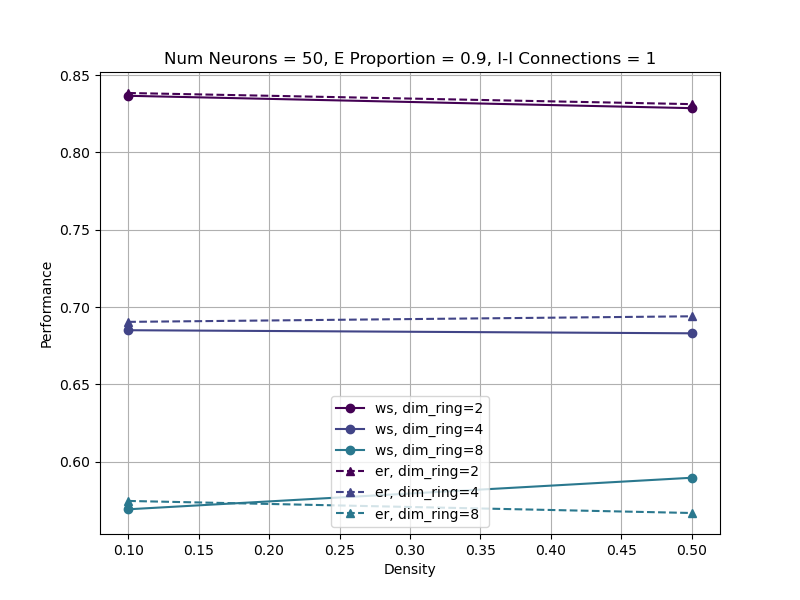 Num Neurons = 50, E Proportion = 0.9, I-I Connections = 1
0.85
0.80
0.75
0.70
0.65
0.60
Performance
ws, dim_ring=2
ws, dim_ring=4
ws, dim_ring=8
er, dim_ring=2
er, dim_ring=4
er, dim_ring=8
0.10 0.15 0.20 0.25 0.30 0.35 0.40 0.45 0.50
Density